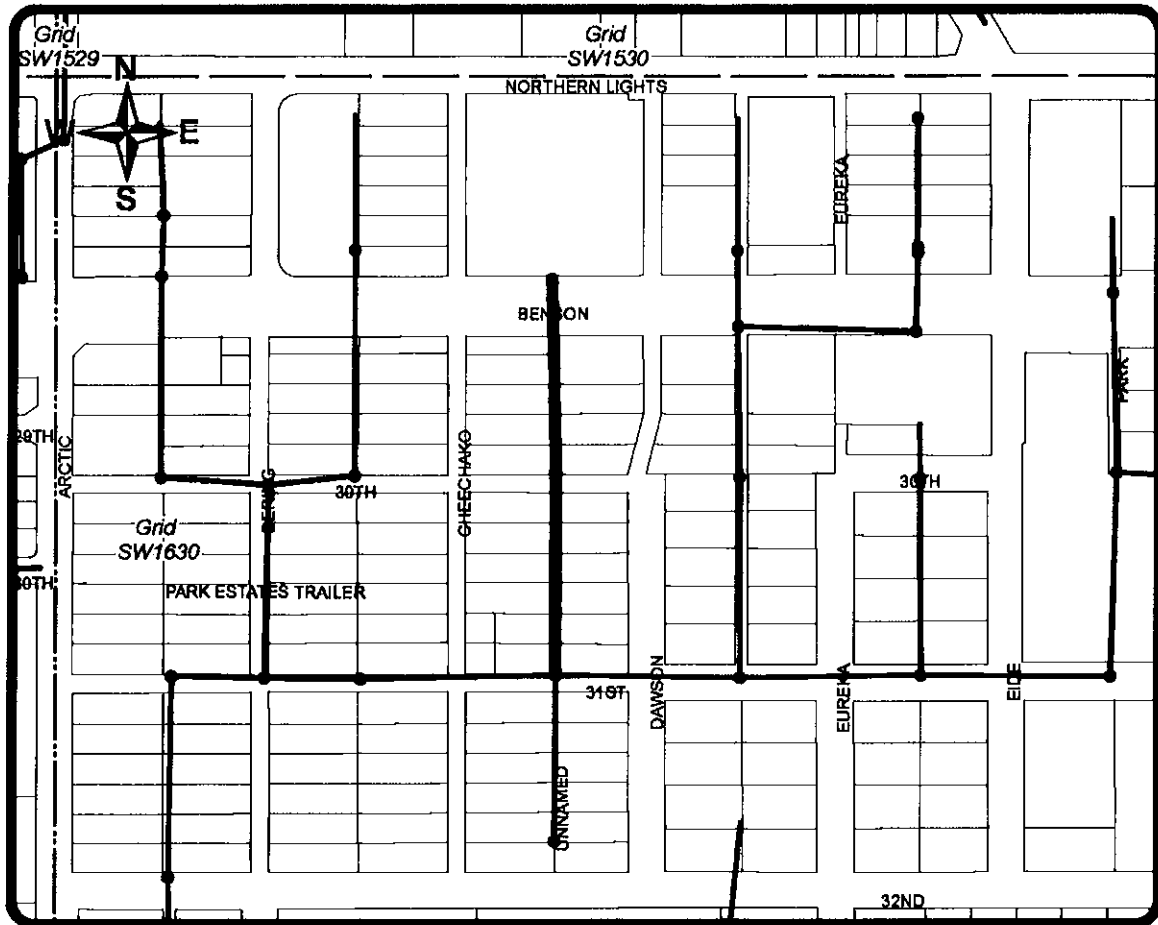 Grid
SW1529
Grid
SW1530
NORTHERN LIGHTS
N
W
E
S
EUREKA
BENSON
PARK
29TH
ARCTIC
BERING
30TH
CHEECHAKO
30TH
Grid
SW1630
30TH
PARK ESTATES TRAILER
31ST
DAWSON
EUREKA
EIDE
UNNAMED
32ND